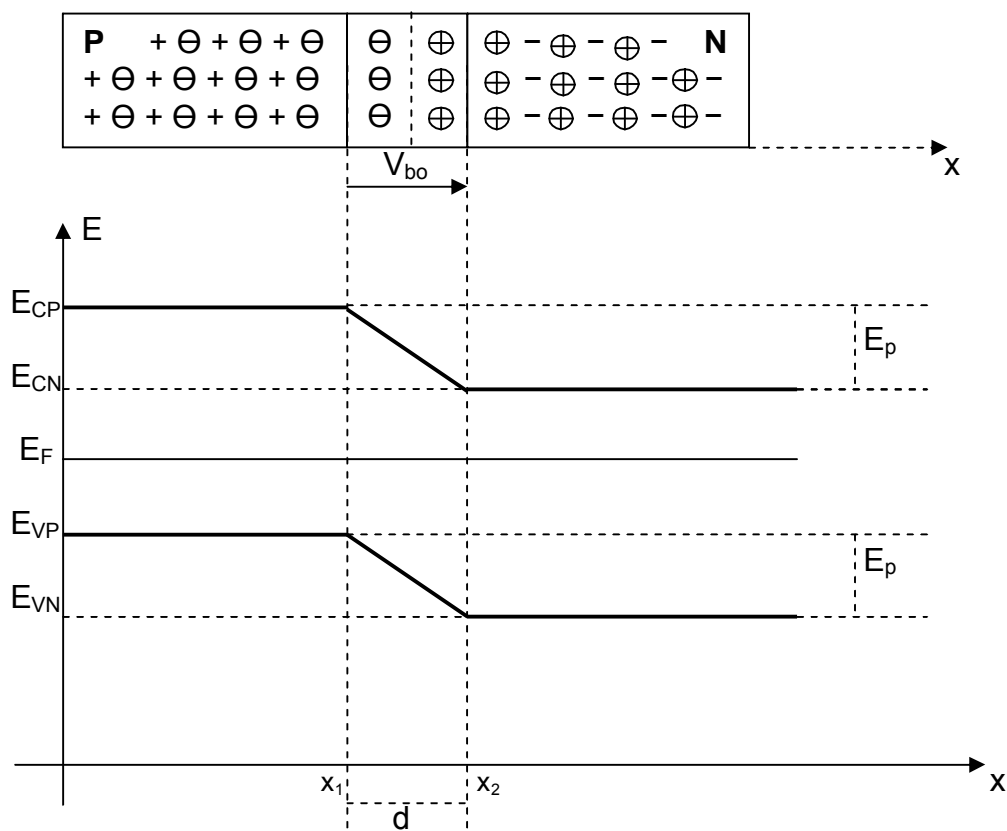 P + ⊖ + ⊖ + ⊖ ⊖ ⊕ ⊕ − ⊕ − ⊕ − N
+ ⊖ + ⊖ + ⊖ + ⊖ ⊖ ⊕ ⊕ − ⊕ − ⊕ − ⊕ −
+ ⊖ + ⊖ + ⊖ + ⊖ ⊖ ⊕ ⊕ − ⊕ − ⊕ − ⊕ −
V_bo
x
E
E_CP
E_p
E_CN
E_F
E_VP
E_p
E_VN
x_1 x_2 x
d